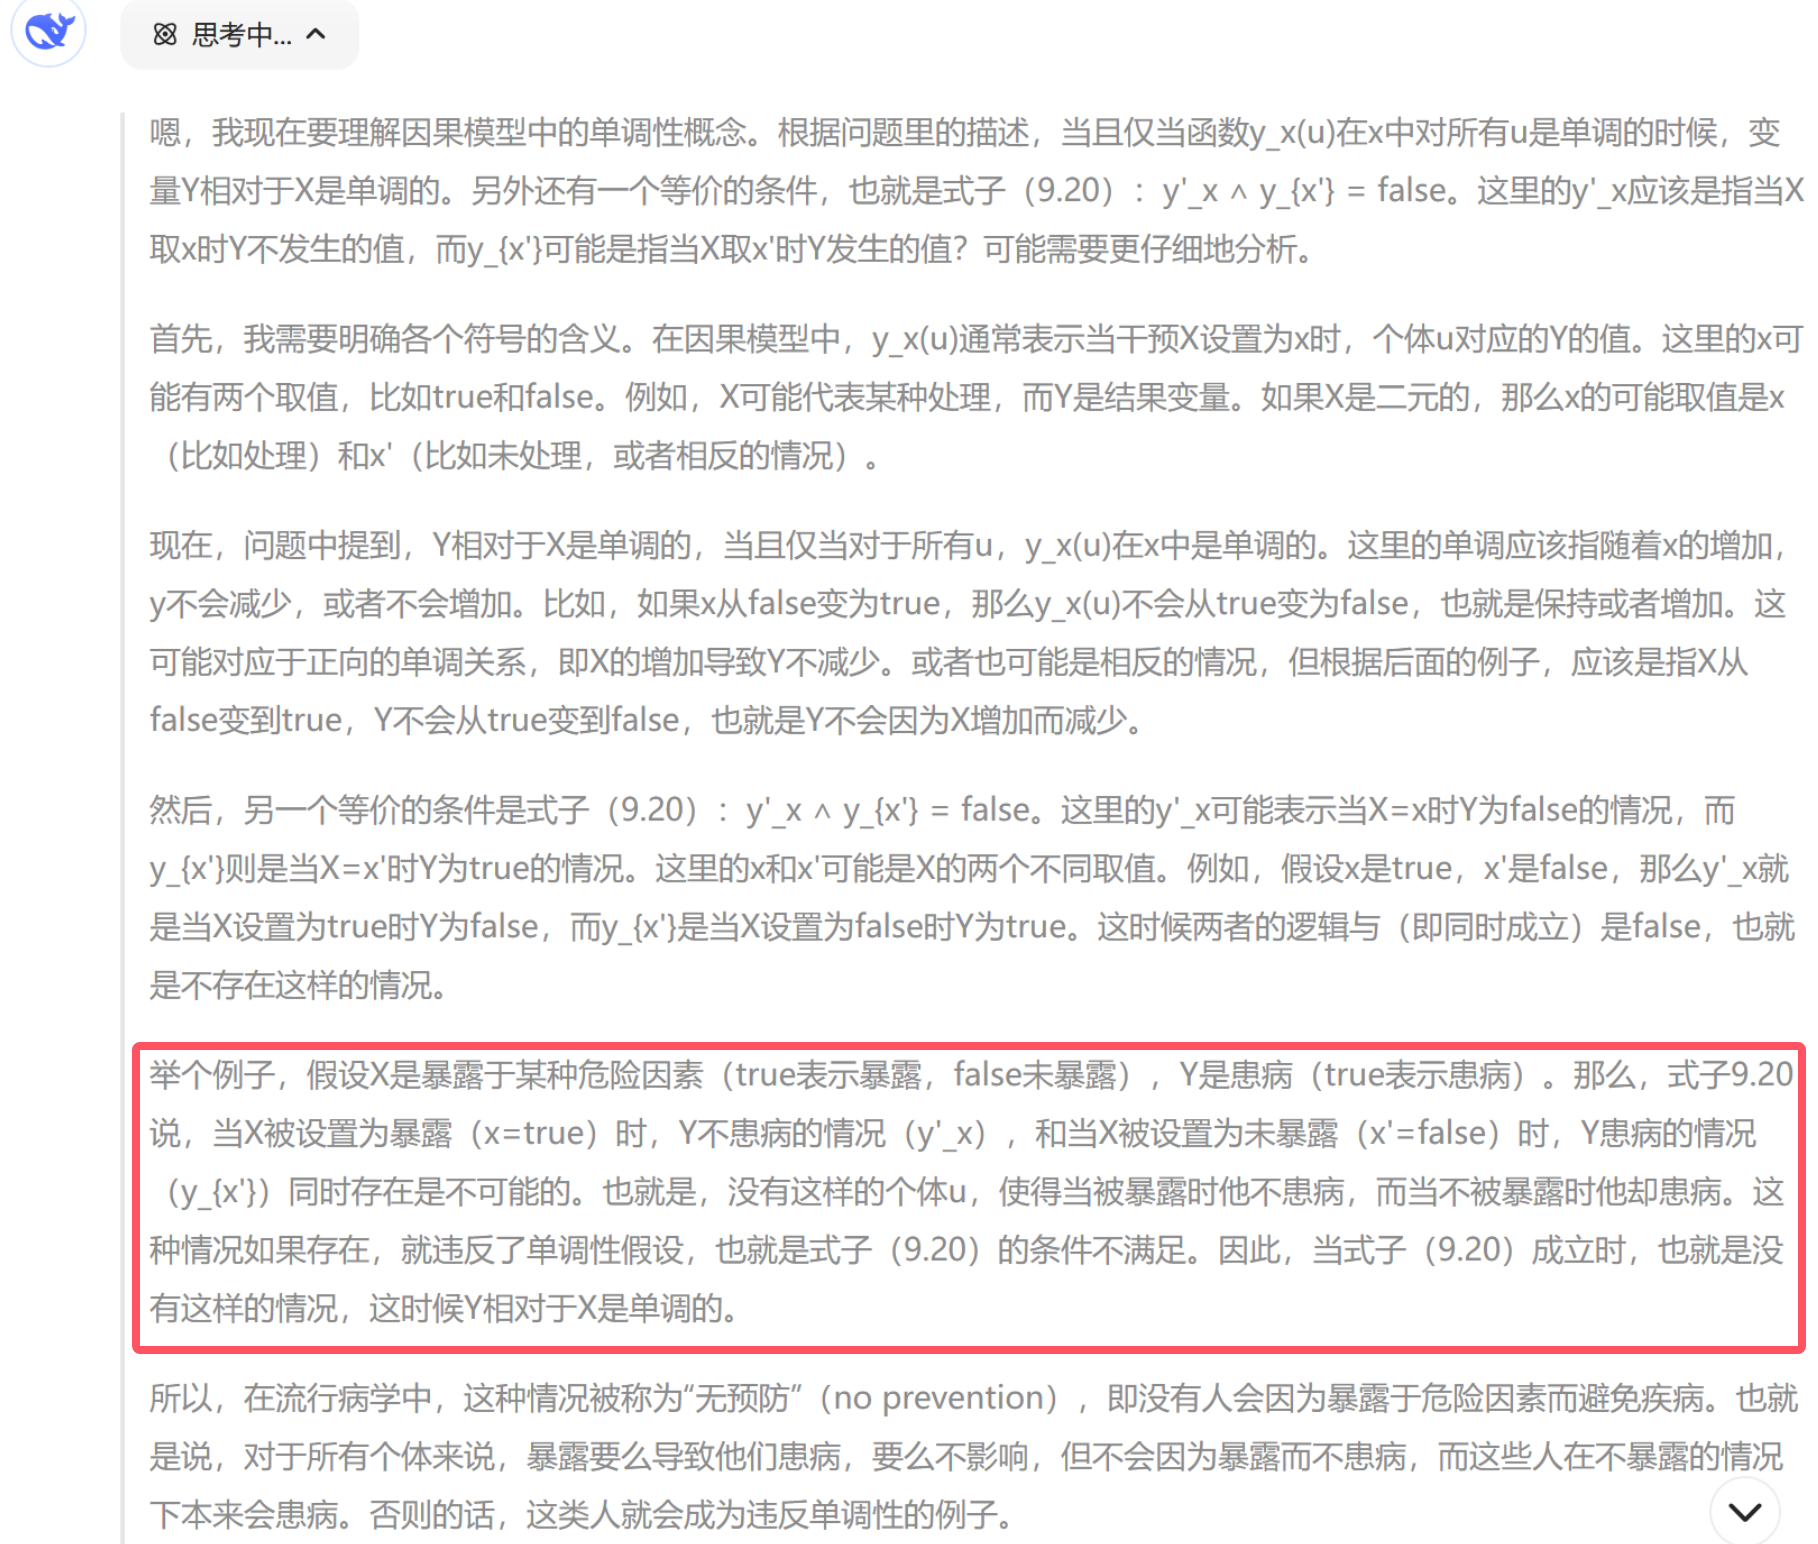 思考中...
嗯，我现在要理解因果模型中的单调性概念。根据问题里的描述，当且仅当函数y_x(u)在x中对所有u是单调的时候，变
量Y相对于X是单调的。另外还有一个等价的条件，也就是式子（9.20）：y'_x ∧ y_{x'} = false。这里的y'_x应该是指当X
取x时Y不发生的值，而y_{x'}可能是指当X取x'时Y发生的值？可能需要更仔细地分析。
首先，我需要明确各个符号的含义。在因果模型中，y_x(u)通常表示当干预X设置为x时，个体u对应的Y的值。这里的x可
能有两个取值，比如true和false。例如，X可能代表某种处理，而Y是结果变量。如果X是二元的，那么x的可能取值是x
（比如处理）和x'（比如未处理，或者相反的情况）。
现在，问题中提到，Y相对于X是单调的，当且仅当对于所有u，y_x(u)在x中是单调的。这里的单调应该指随着x的增加，
y不会减少，或者不会增加。比如，如果x从false变为true，那么y_x(u)不会从true变为false，也就是保持或者增加。这
可能对应于正向的单调关系，即X的增加导致Y不减少。或者也可能是相反的情况，但根据后面的例子，应该是指X从
false变到true，Y不会从true变到false，也就是Y不会因为X增加而减少。
然后，另一个等价的条件是式子（9.20）：y'_x ∧ y_{x'} = false。这里的y'_x可能表示当X=x时Y为false的情况，而
y_{x'}则是当X=x'时Y为true的情况。这里的x和x'可能是X的两个不同取值。例如，假设x是true，x'是false，那么y'_x就
是当X设置为true时Y为false，而y_{x'}是当X设置为false时Y为true。这时候两者的逻辑与（即同时成立）是false，也就
是不存在这样的情况。
举个例子，假设X是暴露于某种危险因素（true表示暴露，false未暴露），Y是患病（true表示患病）。那么，式子9.20
说，当X被设置为暴露（x=true）时，Y不患病的情况（y'_x），和当X被设置为未暴露（x'=false）时，Y患病的情况
（y_{x'}）同时存在是不可能的。也就是，没有这样的个体u，使得当被暴露时他不患病，而当不被暴露时他却患病。这
种情况如果存在，就违反了单调性假设，也就是式子（9.20）的条件不满足。因此，当式子（9.20）成立时，也就是没
有这样的情况，这时候Y相对于X是单调的。
所以，在流行病学中，这种情况被称为“无预防”（no prevention），即没有人会因为暴露于危险因素而避免疾病。也就
是说，对于所有个体来说，暴露要么导致他们患病，要么不影响，但不会因为暴露而不患病，而这些人在不暴露的情况
下本来会患病。否则的话，这类人就会成为违反单调性的例子。